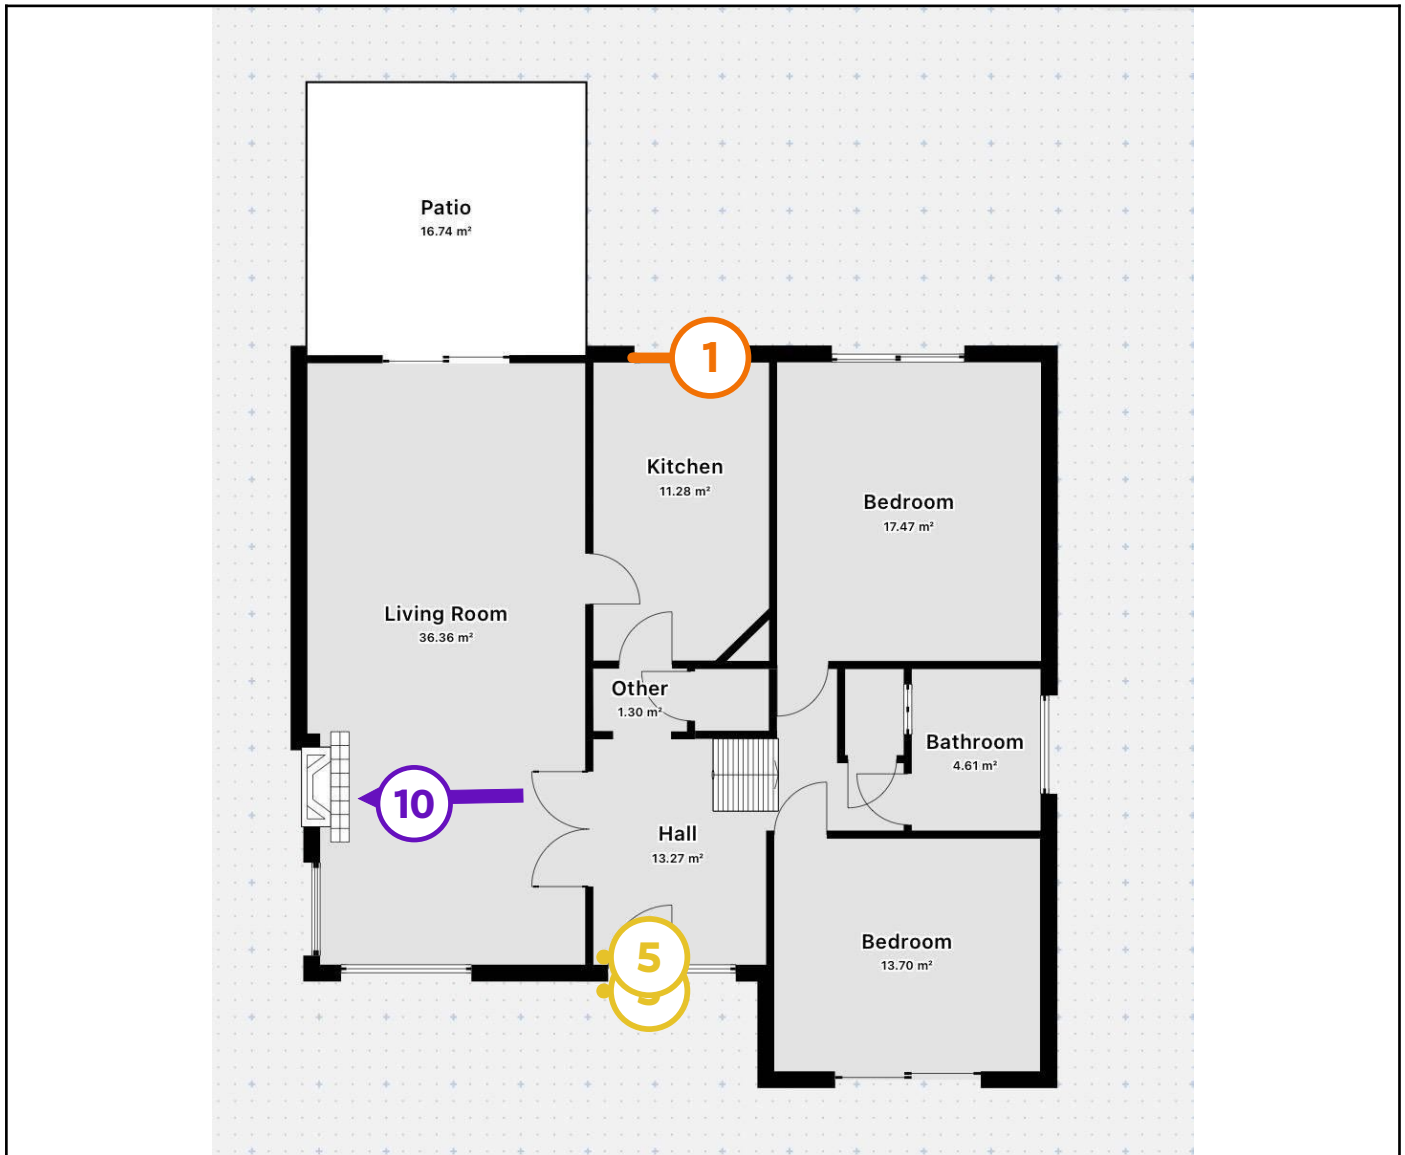 Patio
16.74 m²
1
Kitchen
11.28 m²
Bedroom
17.47 m²
Living Room
36.36 m²
Other
1.30 m²
Bathroom
4.61 m²
10
Hall
13.27 m²
Bedroom
13.70 m²
5